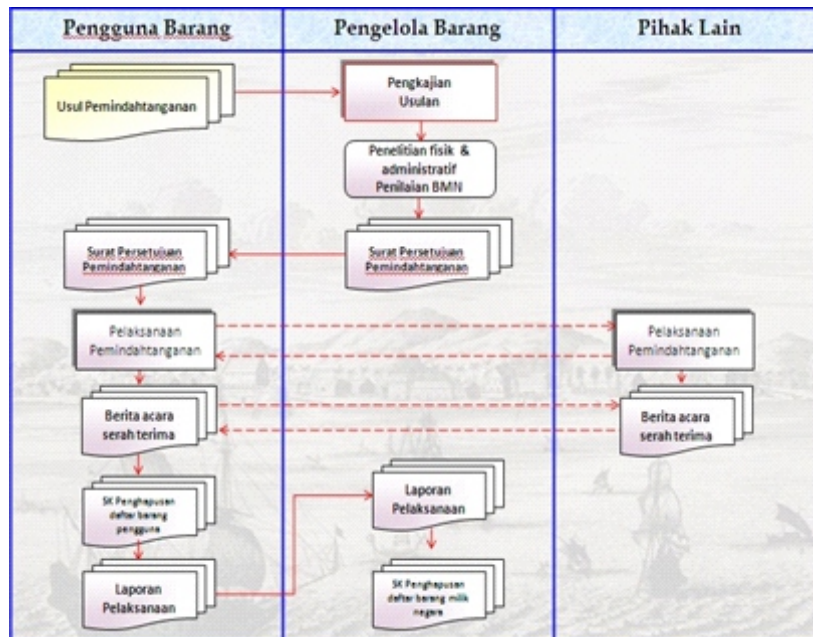 Pengguna Barang
Pengelola Barang
Pihak Lain
Usul Pemindahtanganan
Pengkajian
Usulan
Penelitian fisik &
administratif
Penilaian BMN
Surat Persetujuan
Pemindahtanganan
Surat Persetujuan
Pemindahtanganan
Pelaksanaan
Pemindahtanganan
Pelaksanaan
Pemindahtanganan
Berita acara
serah terima
Berita acara
serah terima
SK Penghapusan
daftar barang
pengguna
Laporan
Pelaksanaan
Laporan
Pelaksanaan
SK Penghapusan
daftar barang milik
negara